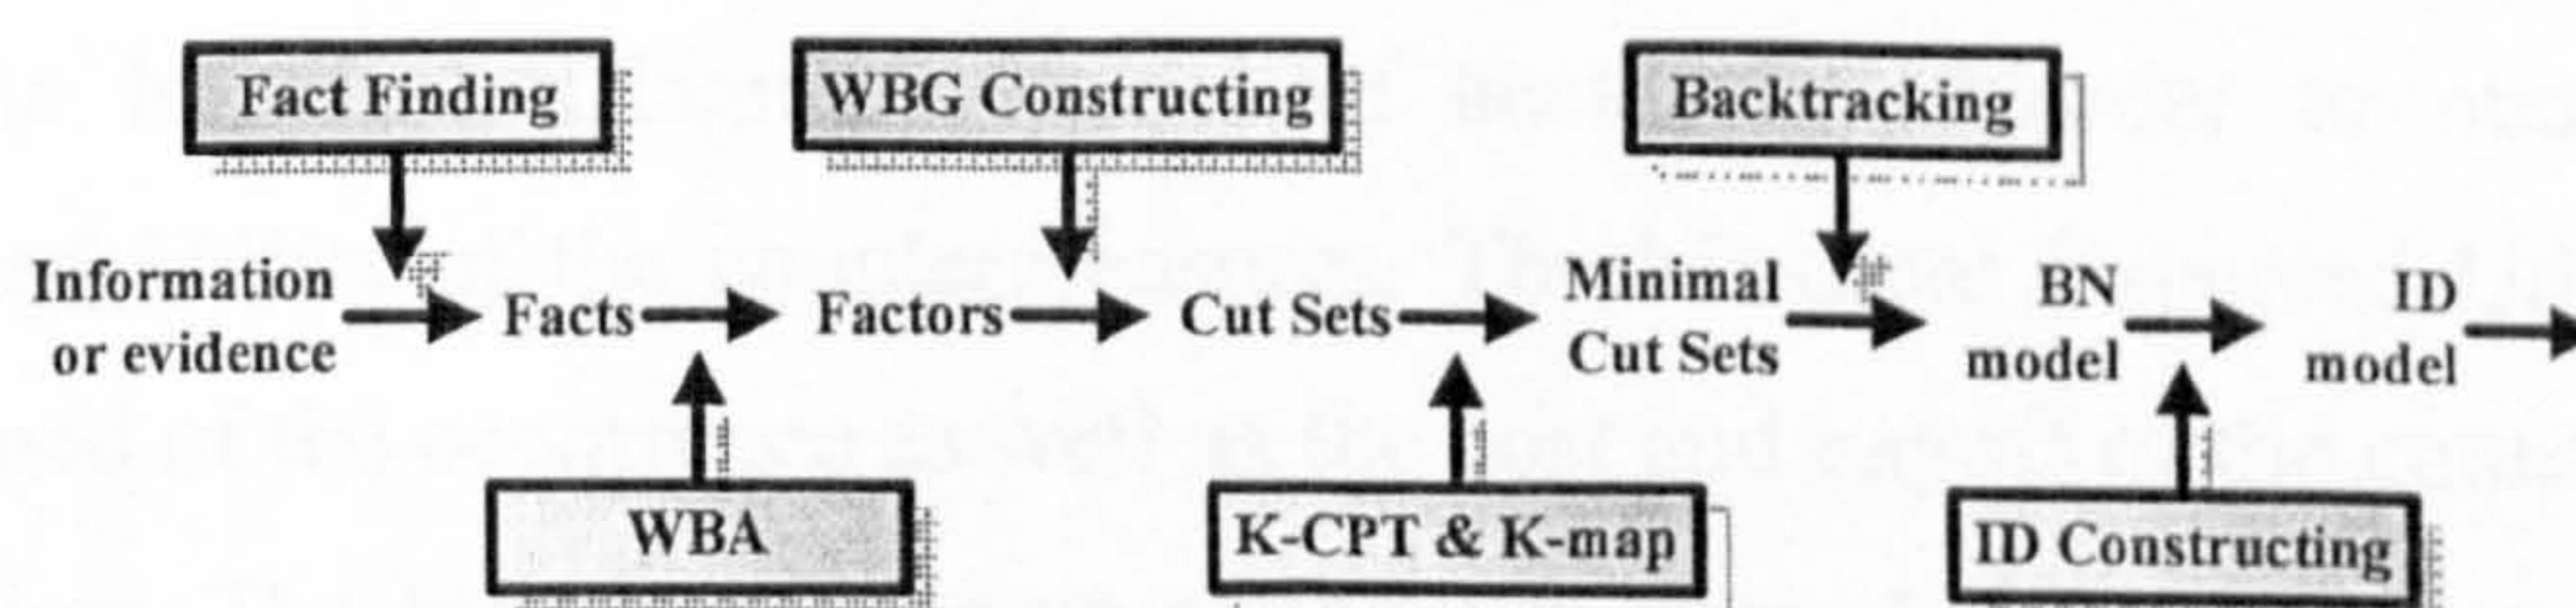 Fact Finding
WBG Constructing
Backtracking
Information
or evidence
Facts
Factors
Cut Sets
Minimal
Cut Sets
BN
model
ID
model
WBA
K-CPT & K-map
ID Constructing